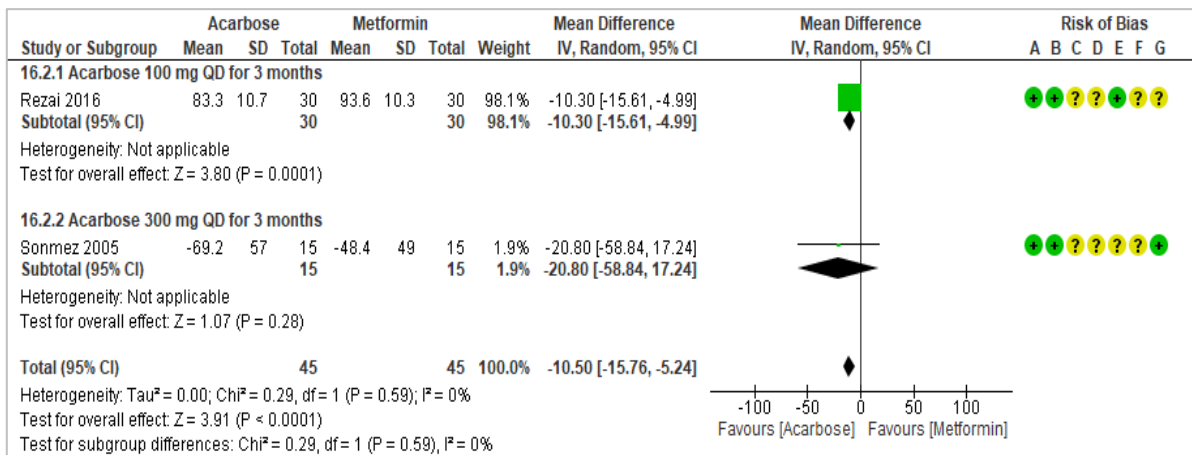 Acarbose Metformin Mean Difference Mean Difference Risk of Bias
Study or Subgroup Mean SD Total Mean SD Total Weight IV, Random, 95% CI IV, Random, 95% CI A B C D E F G
16.2.1 Acarbose 100 mg QD for 3 months
Rezai 2016 83.3 10.7 30 93.6 10.3 30 98.1% -10.30 [-15.61, -4.99] + + ? ? + ? ?
Subtotal (95% CI) 30 30 98.1% -10.30 [-15.61, -4.99]
Heterogeneity: Not applicable
Test for overall effect: Z = 3.80 (P = 0.0001)
16.2.2 Acarbose 300 mg QD for 3 months
Sonmez 2005 -69.2 57 15 -48.4 49 15 1.9% -20.80 [-58.84, 17.24] + + ? ? ? ? +
Subtotal (95% CI) 15 15 1.9% -20.80 [-58.84, 17.24]
Heterogeneity: Not applicable
Test for overall effect: Z = 1.07 (P = 0.28)
Total (95% CI) 45 45 100.0% -10.50 [-15.76, -5.24]
Heterogeneity: Tau² = 0.00; Chi² = 0.29, df = 1 (P = 0.59); I² = 0%
Test for overall effect: Z = 3.91 (P < 0.0001)
Test for subgroup differences: Chi² = 0.29, df = 1 (P = 0.59), I² = 0%
-100 -50 0 50 100
Favours [Acarbose] Favours [Metformin]